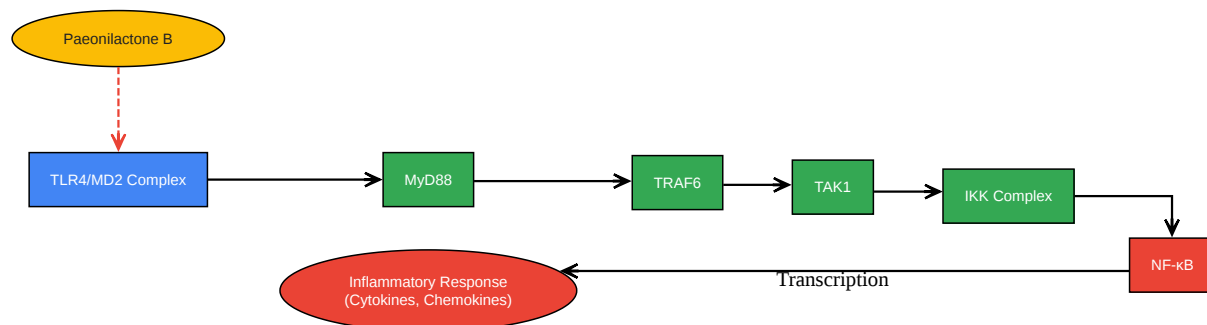 Paeonilactone B
TLR4/MD2 Complex
MyD88
TRAF6
TAK1
IKK Complex
NF-κB
Transcription
Inflammatory Response
(Cytokines, Chemokines)